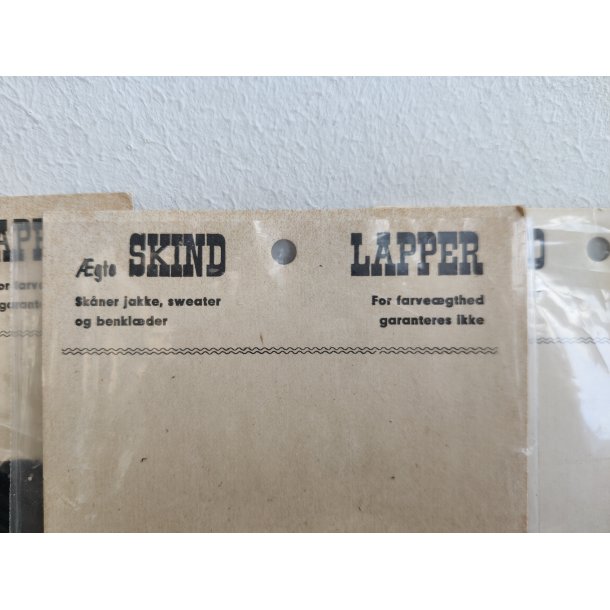 Ægte SKIND LAPPER
Skåner jakke, sweater
og benklæder
For farveægthed
garanteres ikke